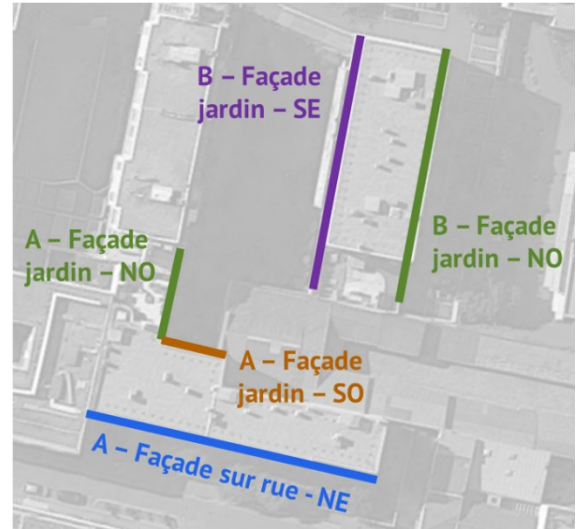 B – Façade
jardin – SE
A – Façade
jardin – NO
B – Façade
jardin – NO
A – Façade
jardin – SO
A – Façade sur rue - NE